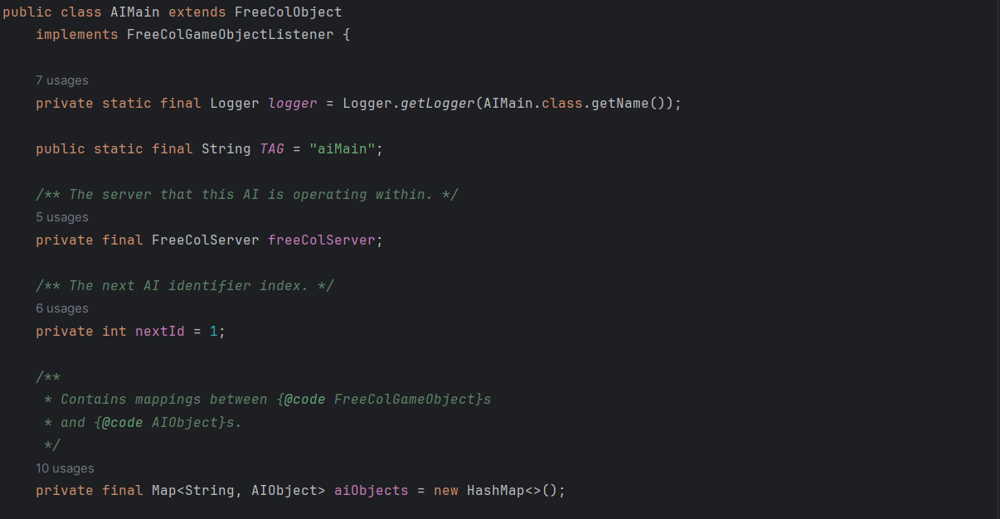 public class AIMain extends FreeColObject
    implements FreeColGameObjectListener {
    7 usages
    private static final Logger logger = Logger.getLogger(AIMain.class.getName());
    public static final String TAG = "aiMain";
    /** The server that this AI is operating within. */
    5 usages
    private final FreeColServer freeColServer;
    /** The next AI identifier index. */
    6 usages
    private int nextId = 1;
    /**
     * Contains mappings between {@code FreeColGameObject}s
     * and {@code AIObject}s.
     */
    10 usages
    private final Map<String, AIObject> aiObjects = new HashMap<>();